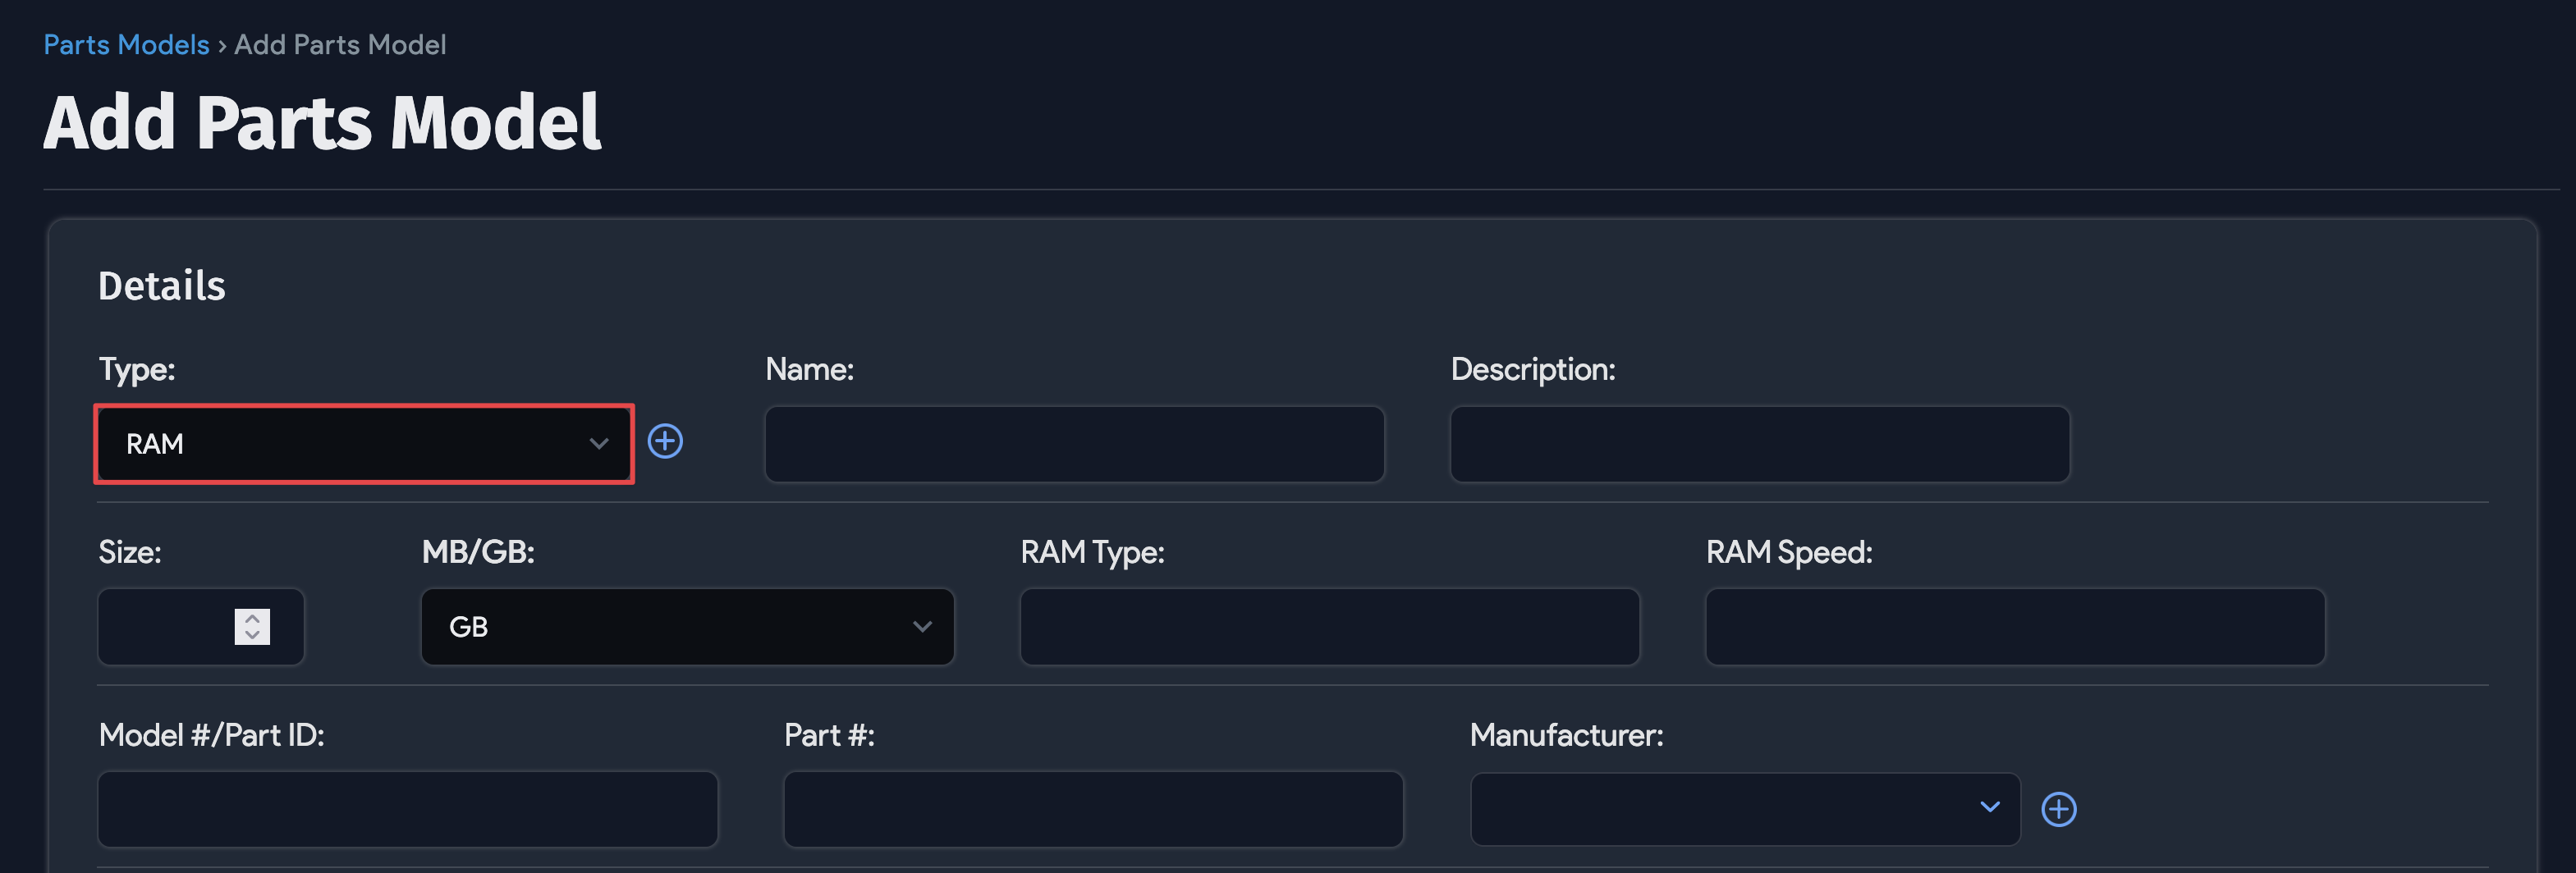 Parts Models › Add Parts Model
Add Parts Model
Details
Type: Name: Description:
RAM
Size: MB/GB: RAM Type: RAM Speed:
GB
Model #/Part ID: Part #: Manufacturer: